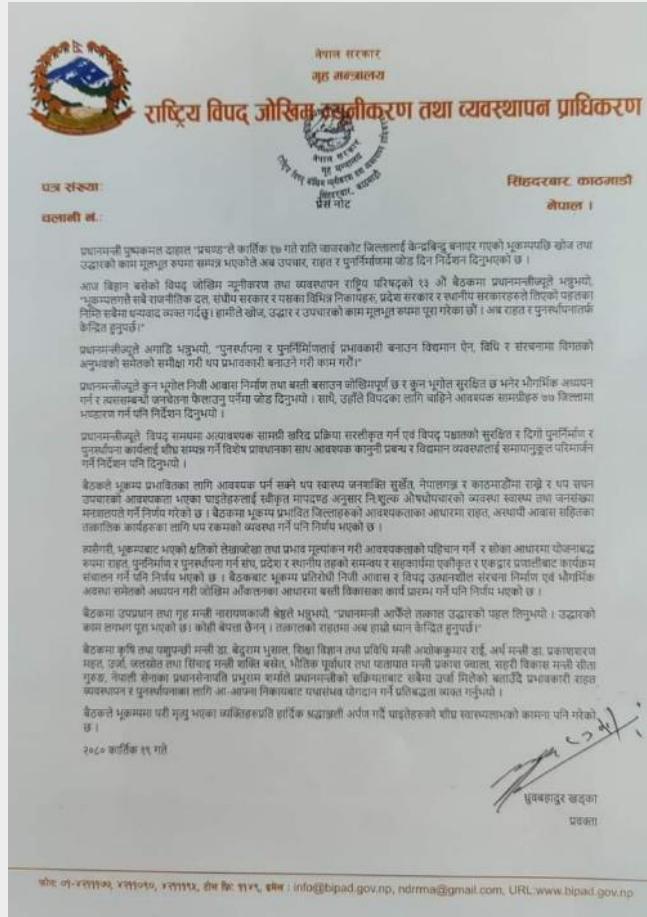 नेपाल सरकार
गृह मन्त्रालय
राष्ट्रिय विपद् जोखिम न्यूनीकरण तथा व्यवस्थापन प्राधिकरण
नेपाल सरकार
गृह मन्त्रालय
सिंहदरबार, काठमाडौं
प्रेस नोट
पत्र संख्याः
सिंहदरबार, काठमाडौं
चलानी नं.:
नेपाल ।
प्रधानमन्त्री पुष्पकमल दाहाल "प्रचण्ड"ले कार्तिक १७ गते राति जाजरकोट जिल्लालाई केन्द्रबिन्दु बनाएर गएको भूकम्पपछि खोज तथा
उद्धारको काम मूलभूत रुपमा सम्पन्न भएकोले अब उपचार, राहत र पुनर्निर्माणमा जोड दिन निर्देशन दिनुभएको छ ।
आज बिहान बसेको विपद् जोखिम न्यूनीकरण तथा व्यवस्थापन राष्ट्रिय परिषद्को १३ औं बैठकमा प्रधानमन्त्रीज्यूले भन्नुभयो,
"भूकम्पलगत्तै सबै राजनीतिक दल, संघीय सरकार र यसका विभिन्न निकायहरु, प्रदेश सरकार र स्थानीय सरकारहरुले लिएको पहलका
निम्ति सबैमा धन्यवाद व्यक्त गर्दछु। हामीले खोज, उद्धार र उपचारको काम मूलभूत रुपमा पूरा गरेका छौं । अब राहत र पुनर्स्थापनातर्फ
केन्द्रित हुनुपर्छ।"
प्रधानमन्त्रीज्यूले अगाडि भन्नुभयो, "पुनर्स्थापना र पुनर्निर्माणलाई प्रभावकारी बनाउन विद्यमान ऐन, विधि र संरचनामा विगतको
अनुभवको समेतको समीक्षा गरी थप प्रभावकारी बनाउने गरी काम गरौं।"
प्रधानमन्त्रीज्यूले कुन भूगोल निजी आवास निर्माण तथा बस्ती बसाउन जोखिमपूर्ण छ र कुन भूगोल सुरक्षित छ भनेर भौगर्भिक अध्ययन
गर्न र त्यससम्बन्धी जनचेतना फैलाउनु पर्नेमा जोड दिनुभयो । साथै, उहाँले विपद्का लागि चाहिने आवश्यक सामग्रीहरु ७७ जिल्लामा
भण्डारण गर्न पनि निर्देशन दिनुभयो ।
प्रधानमन्त्रीज्यूले विपद् समयमा अत्यावश्यक सामग्री खरिद प्रक्रिया सरलीकृत गर्न एवं विपद् पश्चातको सुरक्षित र दिगो पुनर्निर्माण र
पुनर्स्थापना कार्यलाई शीघ्र सम्पन्न गर्ने विशेष प्रावधानका साथ आवश्यक कानूनी प्रबन्ध र विद्यमान व्यवस्थालाई समयानुकूल परिमार्जन
गर्ने निर्देशन पनि दिनुभयो ।
बैठकले भूकम्प प्रभावितका लागि आवश्यक पर्न सक्ने थप स्वास्थ्य जनशक्ति सुर्खेत, नेपालगञ्ज र काठमाडौंमा राख्ने र थप सघन
उपचारको आवश्यकता भएका घाइतेहरुलाई स्वीकृत मापदण्ड अनुसार नि:शुल्क औषधोपचारको व्यवस्था स्वास्थ्य तथा जनसंख्या
मन्त्रालयले गर्ने निर्णय गरेको छ । बैठकमा भूकम्प प्रभावित जिल्लाहरुको आवश्यकताका आधारमा राहत, अस्थायी आवास सहितका
तत्कालिक कार्यहरुका लागि थप रकमको व्यवस्था गर्ने पनि निर्णय भएको छ ।
त्यसैगरी, भूकम्पबाट भएको क्षतिको लेखाजोखा तथा प्रभाव मूल्यांकन गरी आवश्यकताको पहिचान गर्ने र सोका आधारमा योजनाबद्ध
रुपमा राहत, पुनर्निर्माण र पुनर्स्थापना गर्न संघ, प्रदेश र स्थानीय तहको समन्वय र सहकार्यमा एकीकृत र एकद्वार प्रणालीबाट कार्यक्रम
संचालन गर्ने पनि निर्णय भएको छ । बैठकबाट भूकम्प प्रतिरोधी निजी आवास र विपद् उत्थानशील संरचना निर्माण एवं भौगर्भिक
अवस्था समेतको अध्ययन गरी जोखिम आँकलनका आधारमा बस्ती विकासका कार्य प्रारम्भ गर्ने पनि निर्णय भएको छ ।
बैठकमा उपप्रधान तथा गृह मन्त्री नारायणकाजी श्रेष्ठले भन्नुभयो, "प्रधानमन्त्री आफैंले तत्काल उद्धारको पहल लिनुभयो । उद्धारको
काम लगभग पूरा भएको छ। कोही बेपत्ता छैनन् । तत्कालको राहतमा अब हाम्रो ध्यान केन्द्रित हुनुपर्छ।"
बैठकमा कृषि तथा पशुपन्छी मन्त्री डा. बेदुराम भुसाल, शिक्षा विज्ञान तथा प्रविधि मन्त्री अशोककुमार राई, अर्थ मन्त्री डा. प्रकाशशरण
महत, उर्जा, जलस्रोत तथा सिंचाइ मन्त्री शक्ति बस्नेत, भौतिक पूर्वाधार तथा यातायात मन्त्री प्रकाश ज्वाला, सहरी विकास मन्त्री सीता
गुरुङ, नेपाली सेनाका प्रधानसेनापति प्रभुराम शर्माले प्रधानमन्त्रीको सक्रियताबाट सबैमा उर्जा मिलेको बताउँदै प्रभावकारी राहत
व्यवस्थापन र पुनर्स्थापनाका लागि आ-आफ्ना निकायबाट यथासंभव योगदान गर्ने प्रतिबद्धता व्यक्त गर्नुभयो ।
बैठकले भूकम्पमा परी मृत्यु भएका व्यक्तिहरुप्रति हार्दिक श्रद्धाञ्जली अर्पण गर्दै घाइतेहरुको शीघ्र स्वास्थ्यलाभको कामना पनि गरेको
छ ।
२०८० कार्तिक १९ गते
ध्रुवबहादुर खड्का
प्रवक्ता
फोनः ०१-४२११०९०, ४२१११९५, टोल फ्रिः ११४९, इमेल : info@bipad.gov.np, ndrrma@gmail.com, URL:www.bipad.gov.np